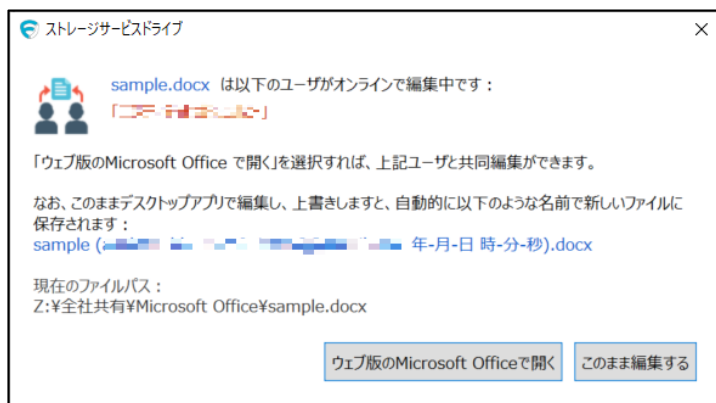 ストレージサービスドライブ
sample.docx は以下のユーザがオンラインで編集中です：
「 」
「ウェブ版のMicrosoft Office で開く」を選択すれば、上記ユーザと共同編集ができます。
なお、このままデスクトップアプリで編集し、上書きしますと、自動的に以下のような名前で新しいファイルに
保存されます：
sample ( 年-月-日 時-分-秒).docx
現在のファイルパス：
Z:¥全社共有¥Microsoft Office¥sample.docx
ウェブ版のMicrosoft Officeで開く
このまま編集する